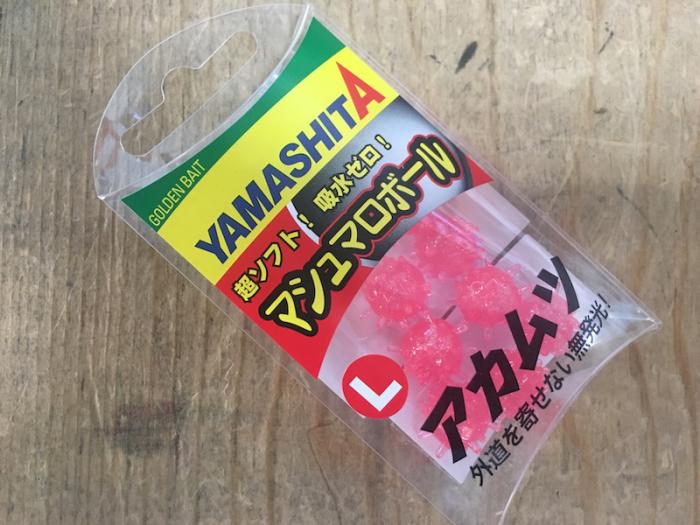 GOLDEN BAIT
YAMASHITA
超ソフト! 吸水ゼロ!
マシュマロボール
L
アカムツ
外道を寄せない無発光!